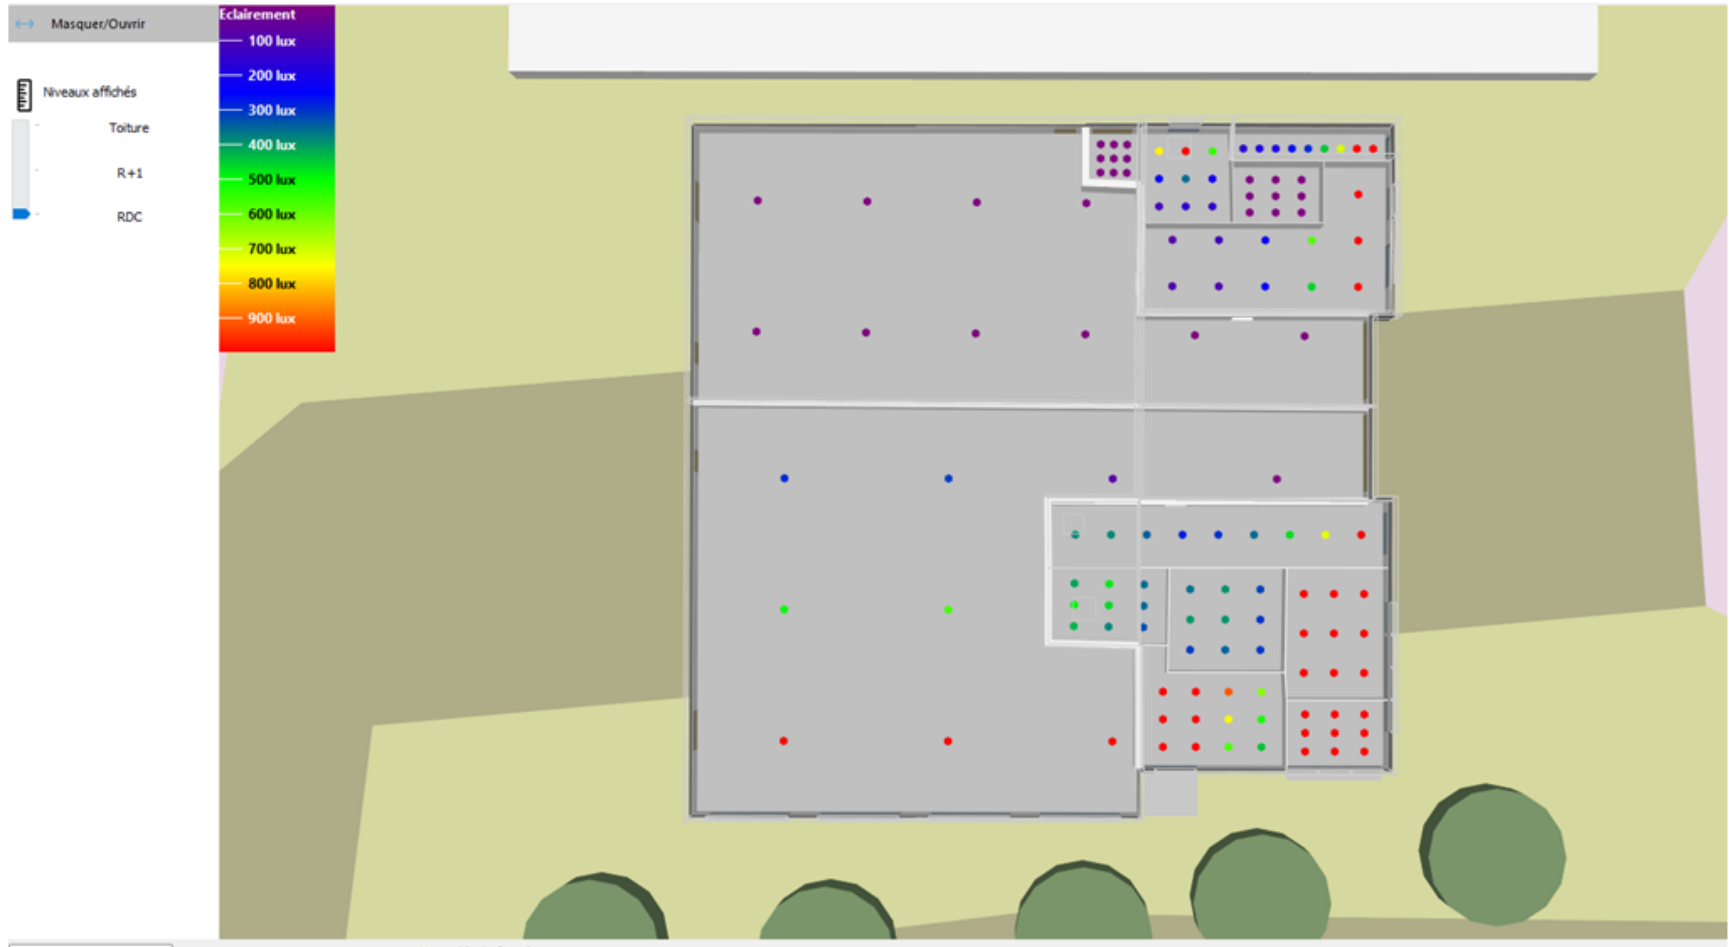 Masquer/Ouvrir
Niveaux affichés
Toiture
R+1
RDC
Eclairement
100 lux
200 lux
300 lux
400 lux
500 lux
600 lux
700 lux
800 lux
900 lux